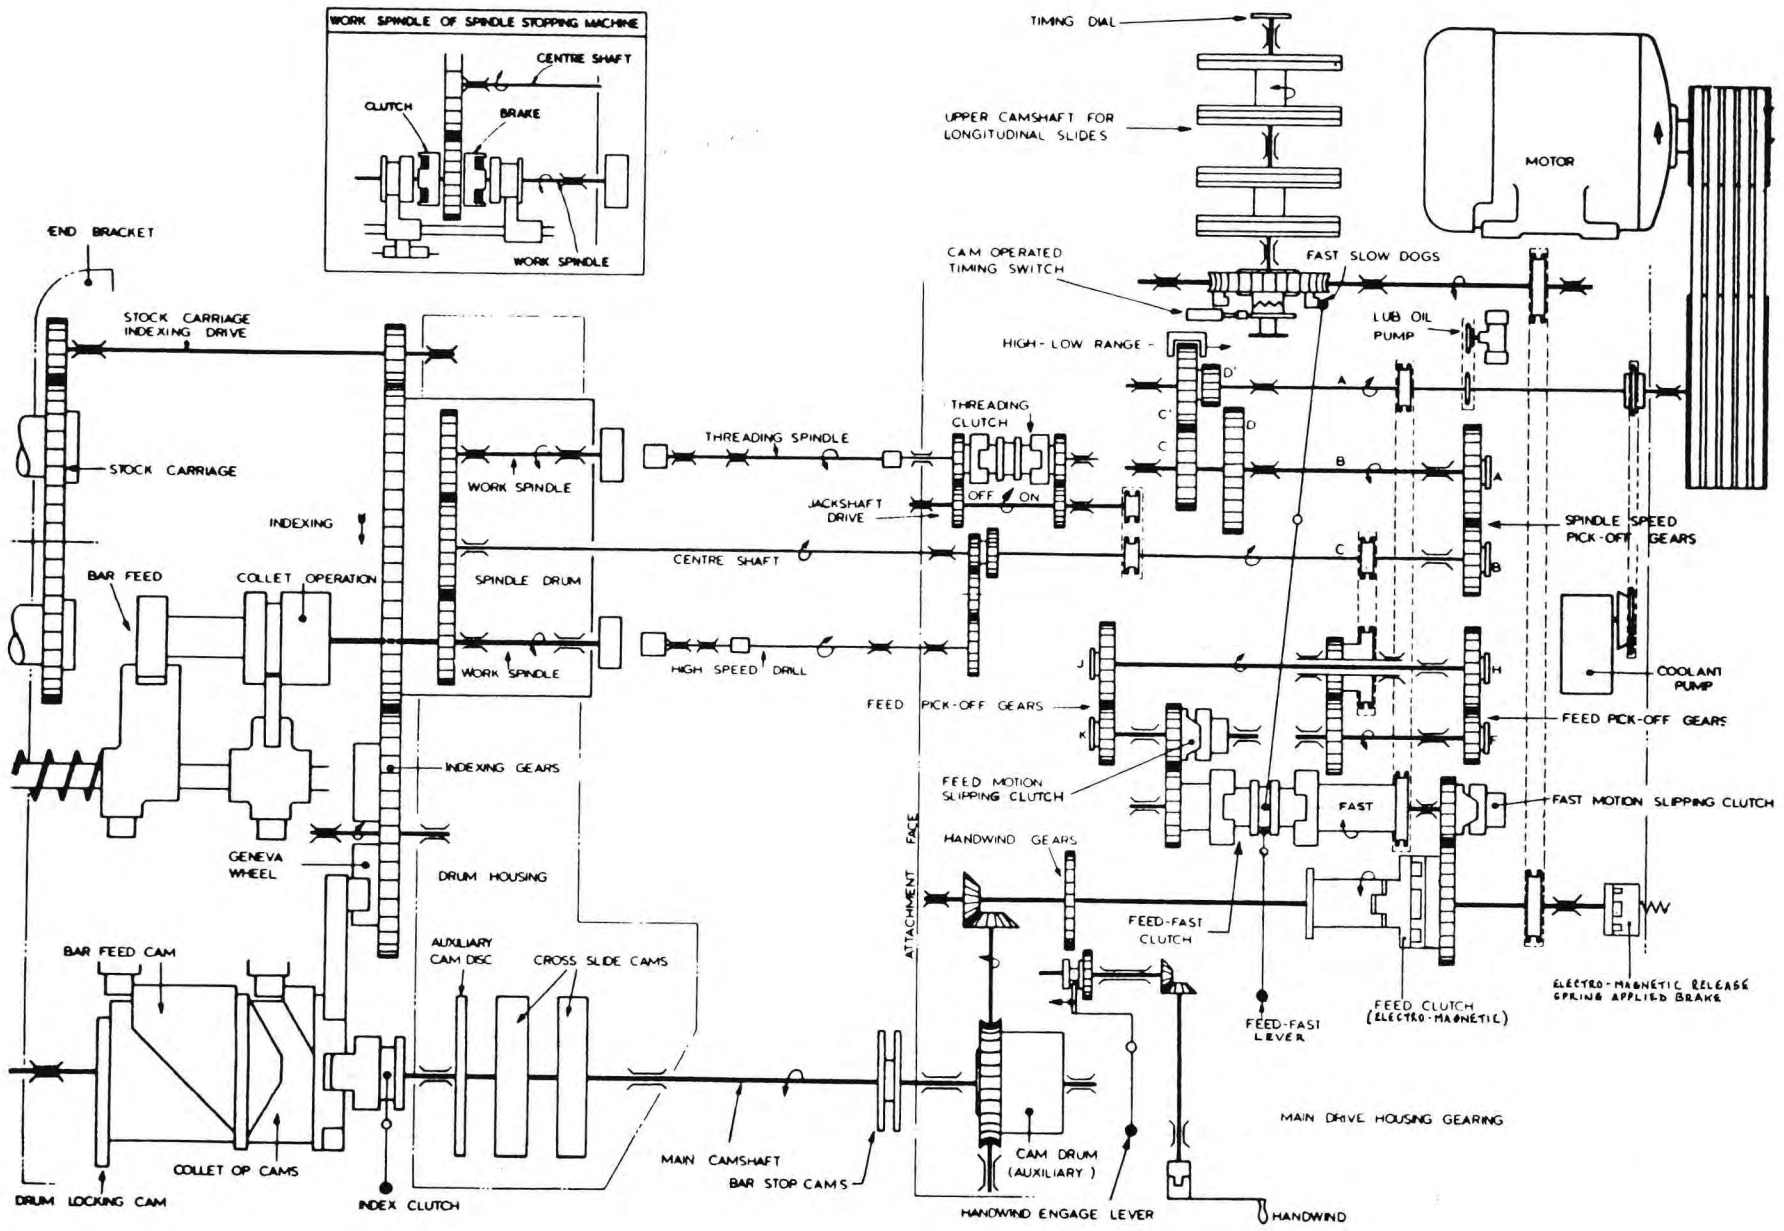 WORK SPINDLE OF SPINDLE STOPPING MACHINE
CENTRE SHAFT
CLUTCH
BRAKE
WORK SPINDLE
TIMING DIAL
UPPER CAMSHAFT FOR
LONGITUDINAL SLIDES
MOTOR
CAM OPERATED
TIMING SWITCH
FAST SLOW DOGS
LUB OIL
PUMP
HIGH-LOW RANGE
END BRACKET
STOCK CARRIAGE
INDEXING DRIVE
STOCK CARRIAGE
INDEXING
BAR FEED
COLLET OPERATION
WORK SPINDLE
SPINDLE DRUM
WORK SPINDLE
THREADING SPINDLE
THREADING
CLUTCH
OFF
ON
JACKSHAFT
DRIVE
CENTRE SHAFT
HIGH SPEED DRILL
D'
A
C'
D
C
B
A
SPINDLE SPEED
PICK-OFF GEARS
C
B
J
H
FEED PICK-OFF GEARS
K
F
FEED PICK-OFF GEARS
COOLANT
PUMP
FEED MOTION
SLIPPING CLUTCH
FAST
FAST MOTION SLIPPING CLUTCH
INDEXING GEARS
GENEVA
WHEEL
DRUM HOUSING
ATTACHMENT FACE
HANDWIND GEARS
FEED-FAST
CLUTCH
FEED-FAST
LEVER
FEED CLUTCH
(ELECTRO-MAGNETIC)
ELECTRO-MAGNETIC RELEASE
SPRING APPLIED BRAKE
BAR FEED CAM
AUXILIARY
CAM DISC
CROSS SLIDE CAMS
MAIN CAMSHAFT
BAR STOP CAMS
CAM DRUM
(AUXILIARY)
MAIN DRIVE HOUSING GEARING
COLLET OP CAMS
DRUM LOCKING CAM
INDEX CLUTCH
HANDWIND ENGAGE LEVER
HANDWIND